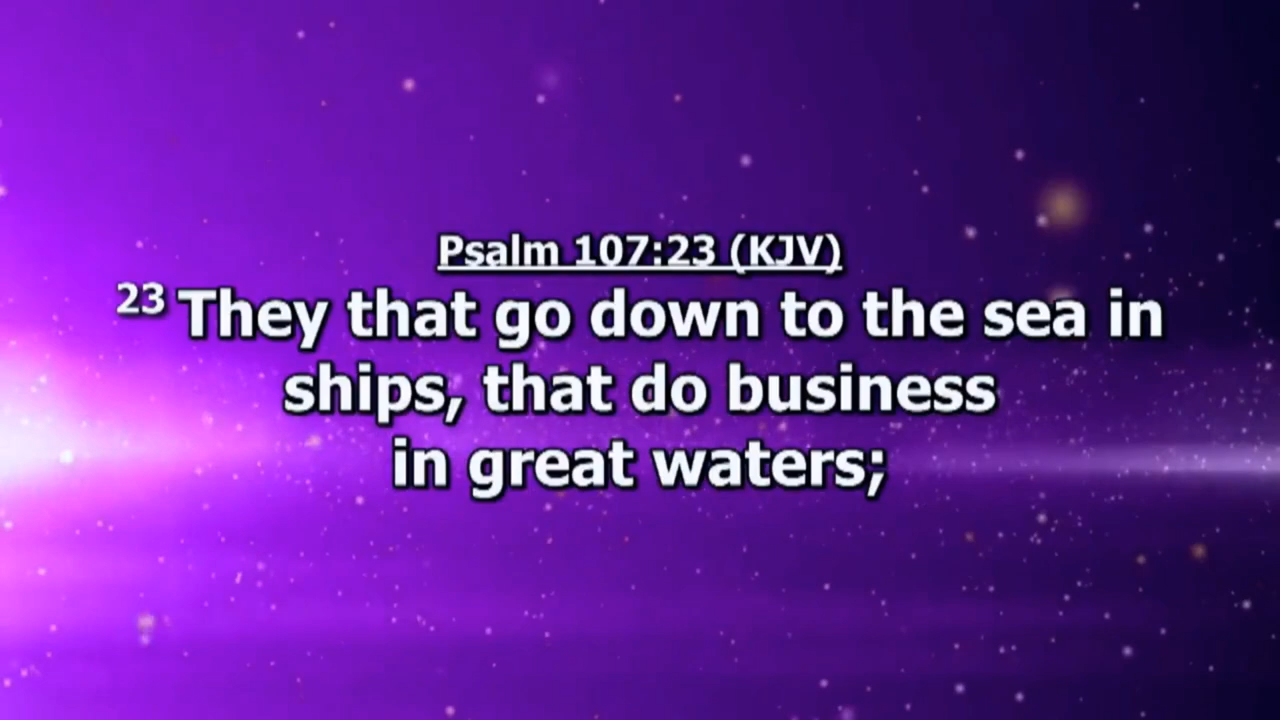 Psalm 107:23 (KJV)
23 They that go down to the sea in
ships, that do business
in great waters;